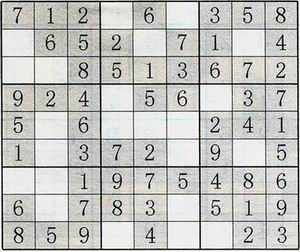 7 1 2 6 3 5 8
6 5 2 7 1 4
8 5 1 3 6 7 2
9 2 4 5 6 3 7
5 6 2 4 1
1 3 7 2 9 5
1 9 7 5 4 8 6
6 7 8 3 5 1 9
8 5 9 4 2 3